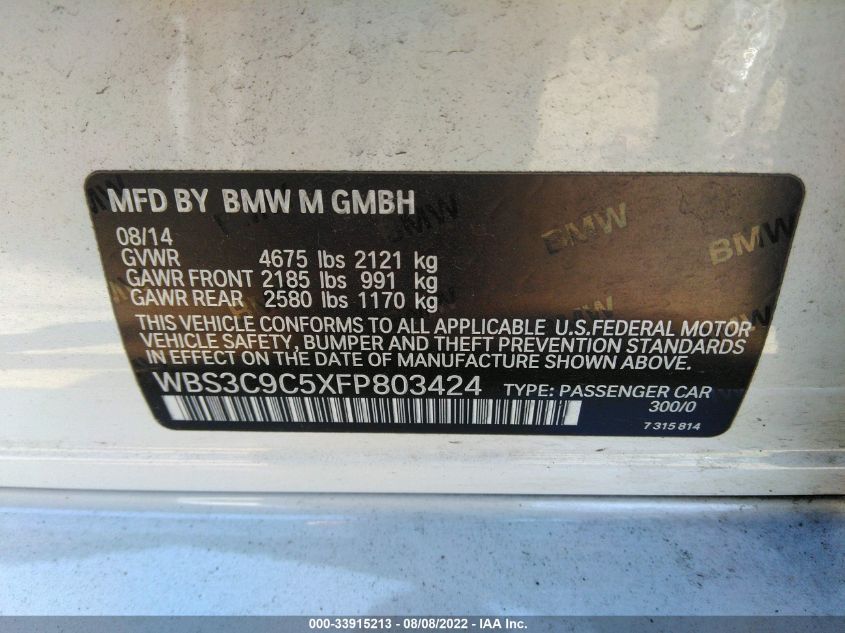 MFD BY BMW M GMBH
08/14
GVWR 4675 lbs 2121 kg
GAWR FRONT 2185 lbs 991 kg
GAWR REAR 2580 lbs 1170 kg
THIS VEHICLE CONFORMS TO ALL APPLICABLE U.S.FEDERAL MOTOR
VEHICLE SAFETY, BUMPER AND THEFT PREVENTION STANDARDS
IN EFFECT ON THE DATE OF MANUFACTURE SHOWN ABOVE.
WBS3C9C5XFP803424 TYPE: PASSENGER CAR
300/0
7 315 814
BMW
BMW
000-33915213 - 08/08/2022 - IAA Inc.